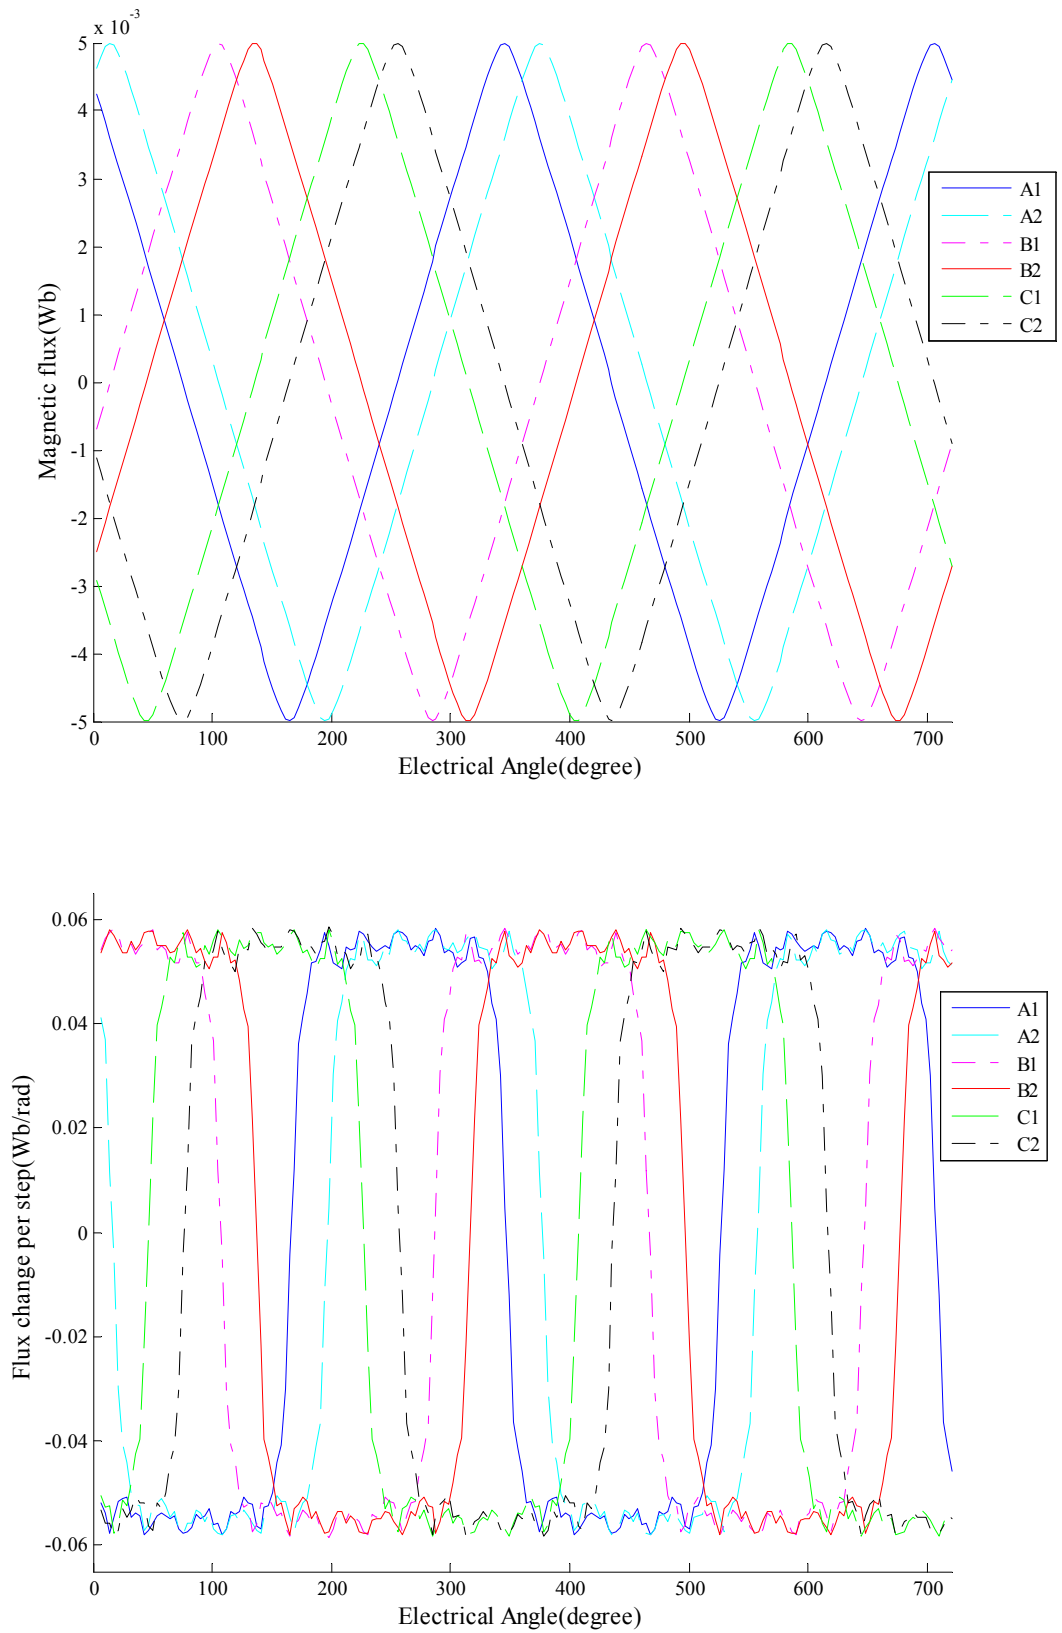 x 10^-3
5
4
3
2
1
0
-1
-2
-3
-4
-5
Magnetic flux(Wb)
0 100 200 300 400 500 600 700
Electrical Angle(degree)
A1
A2
B1
B2
C1
C2
0.06
0.04
0.02
0
-0.02
-0.04
-0.06
Flux change per step(Wb/rad)
0 100 200 300 400 500 600 700
Electrical Angle(degree)
A1
A2
B1
B2
C1
C2